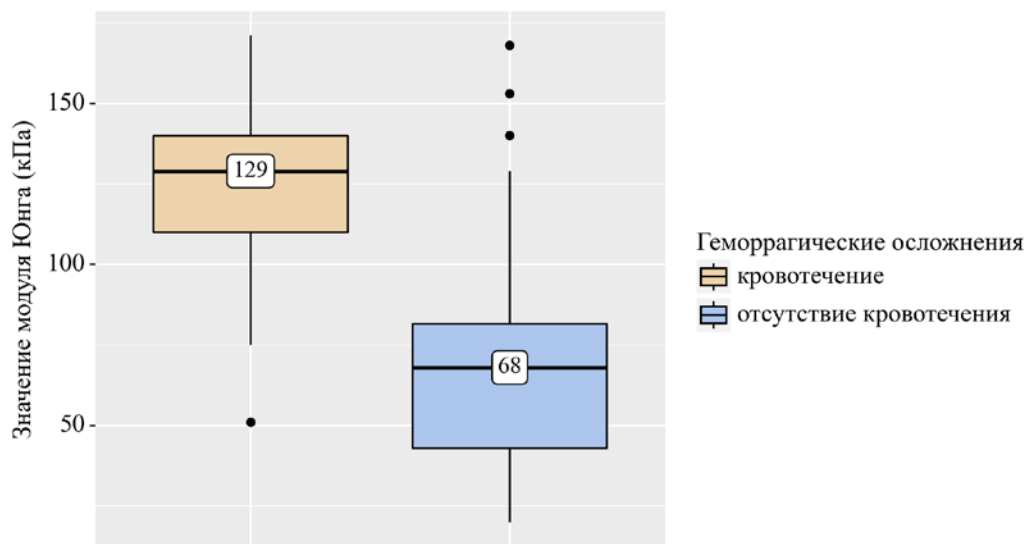 Значение модуля Юнга (кПа)
150
100
50
129
68
Геморрагические осложнения
кровотечение
отсутствие кровотечения